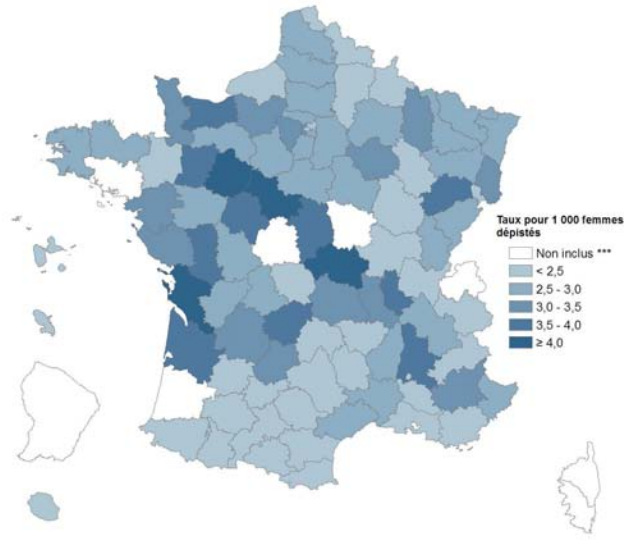 Taux pour 1 000 femmes
dépistés
Non inclus ***
< 2,5
2,5 - 3,0
3,0 - 3,5
3,5 - 4,0
≥ 4,0